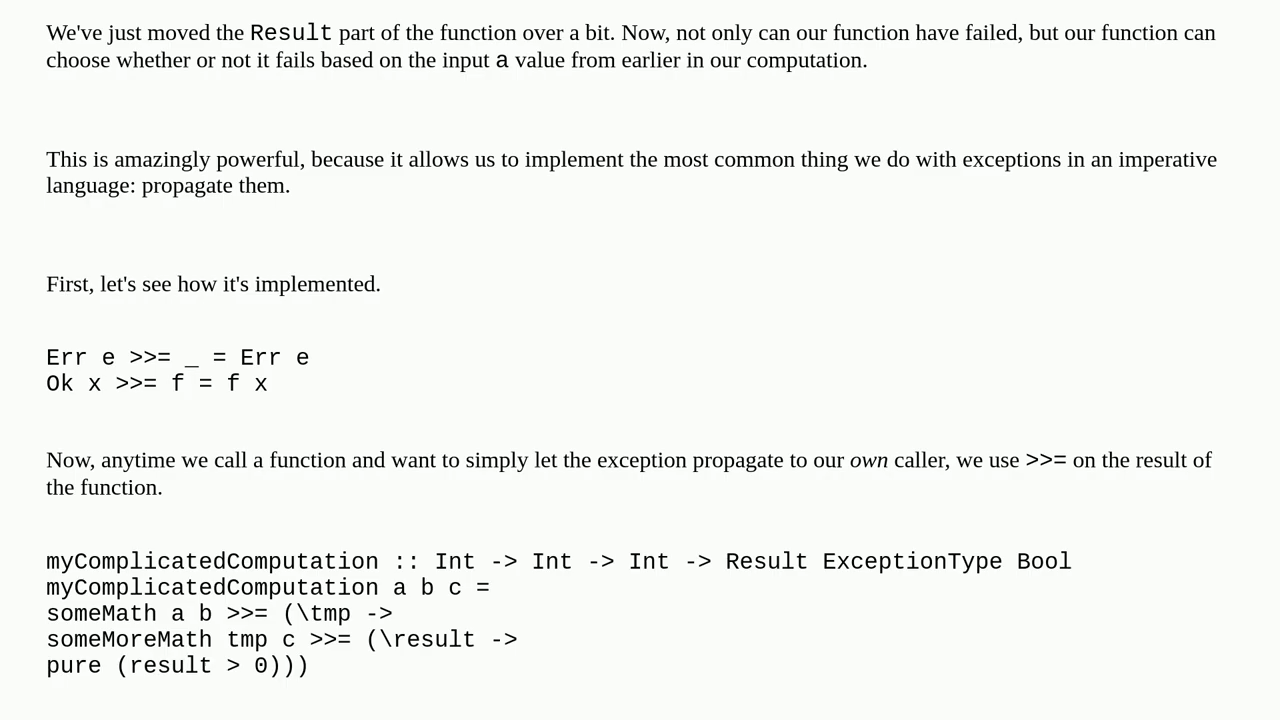 We've just moved the Result part of the function over a bit. Now, not only can our function have failed, but our function can
choose whether or not it fails based on the input a value from earlier in our computation.
This is amazingly powerful, because it allows us to implement the most common thing we do with exceptions in an imperative
language: propagate them.
First, let's see how it's implemented.
Err e >>= _ = Err e
Ok x >>= f = f x
Now, anytime we call a function and want to simply let the exception propagate to our own caller, we use >>= on the result of
the function.
myComplicatedComputation :: Int -> Int -> Int -> Result ExceptionType Bool
myComplicatedComputation a b c =
someMath a b >>= (\tmp ->
someMoreMath tmp c >>= (\result ->
pure (result > 0)))